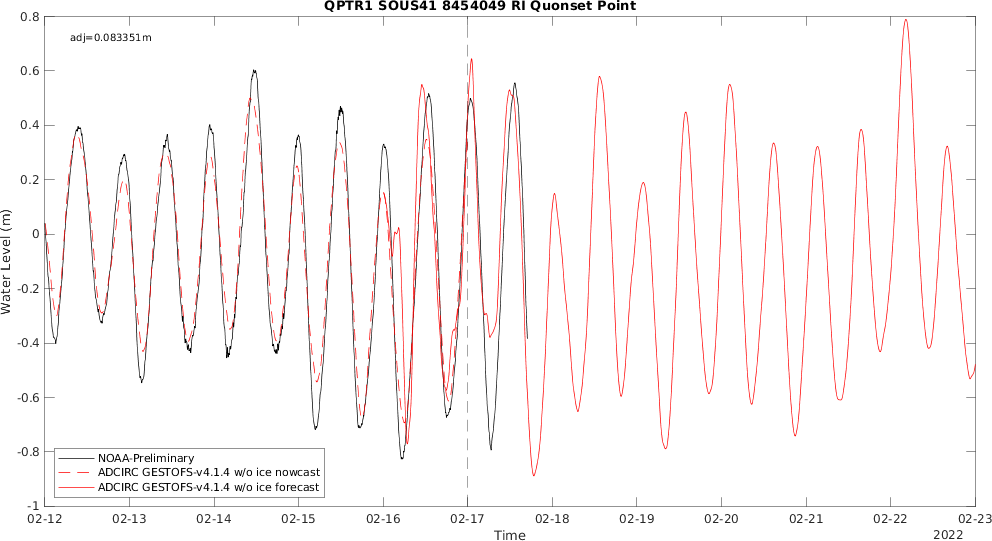 QPTR1 SOUS41 8454049 RI Quonset Point
adj=0.083351m
Water Level (m)
0.8
0.6
0.4
0.2
0
-0.2
-0.4
-0.6
-0.8
-1
NOAA-Preliminary
ADCIRC GESTOFS-v4.1.4 w/o ice nowcast
ADCIRC GESTOFS-v4.1.4 w/o ice forecast
02-12 02-13 02-14 02-15 02-16 02-17 02-18 02-19 02-20 02-21 02-22 02-23
Time
2022